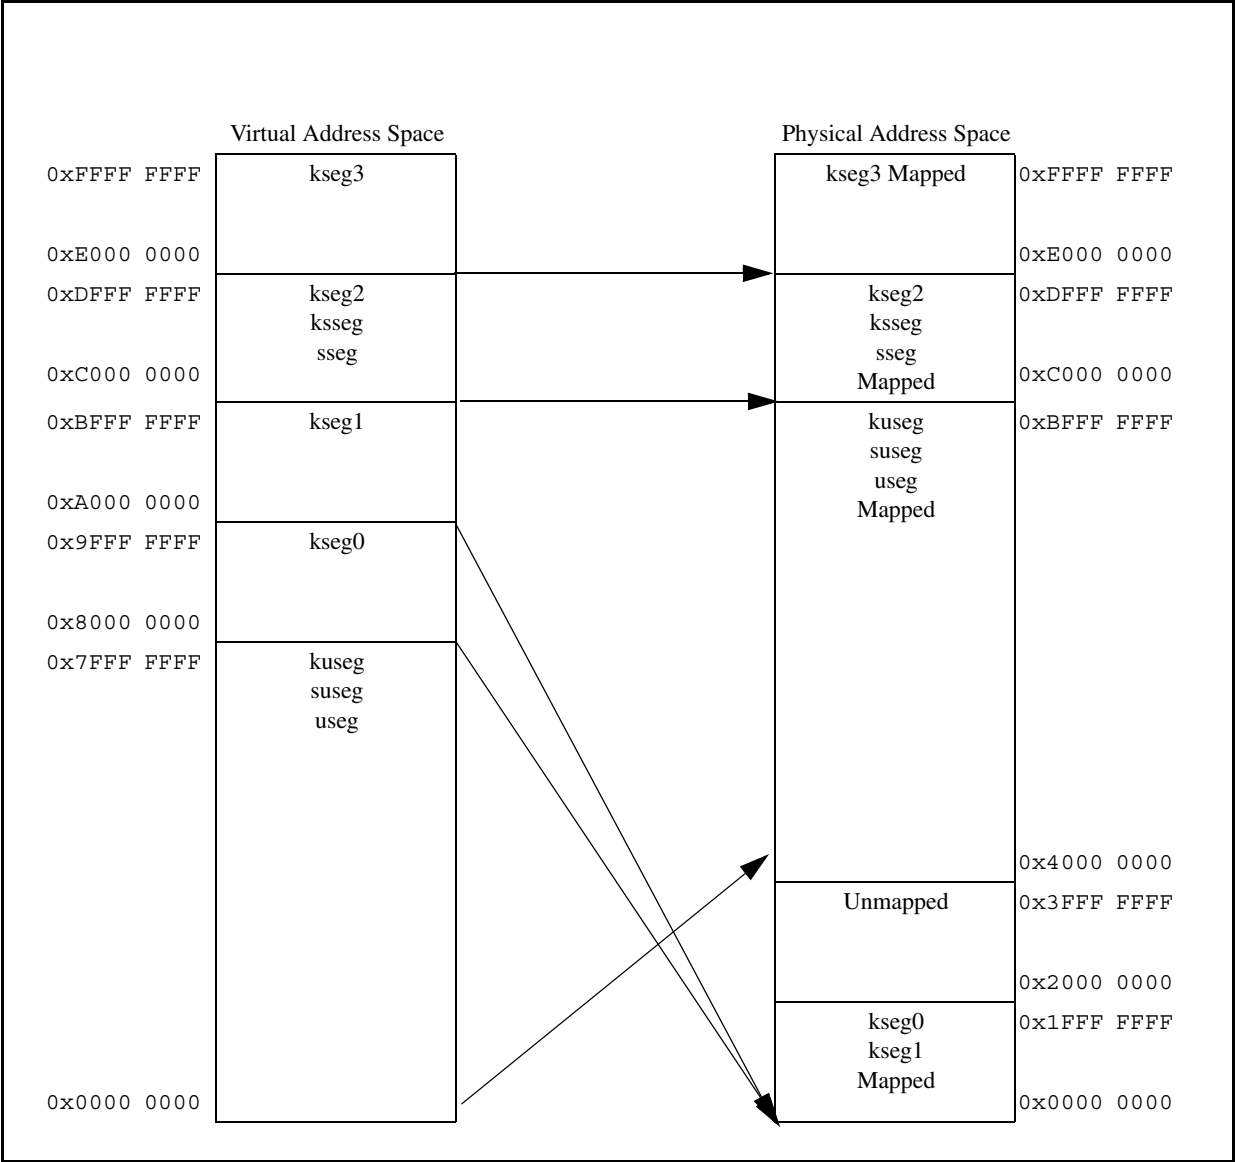 Virtual Address Space Physical Address Space
0xFFFF FFFF kseg3 kseg3 Mapped 0xFFFF FFFF
0xE000 0000 0xE000 0000
0xDFFF FFFF kseg2 kseg2 0xDFFF FFFF
ksseg ksseg
sseg sseg
0xC000 0000 Mapped 0xC000 0000
0xBFFF FFFF kseg1 kuseg 0xBFFF FFFF
suseg
useg
0xA000 0000 Mapped
0x9FFF FFFF kseg0
0x8000 0000
0x7FFF FFFF kuseg
suseg
useg
0x4000 0000
Unmapped 0x3FFF FFFF
0x2000 0000
kseg0 0x1FFF FFFF
kseg1
Mapped
0x0000 0000 0x0000 0000